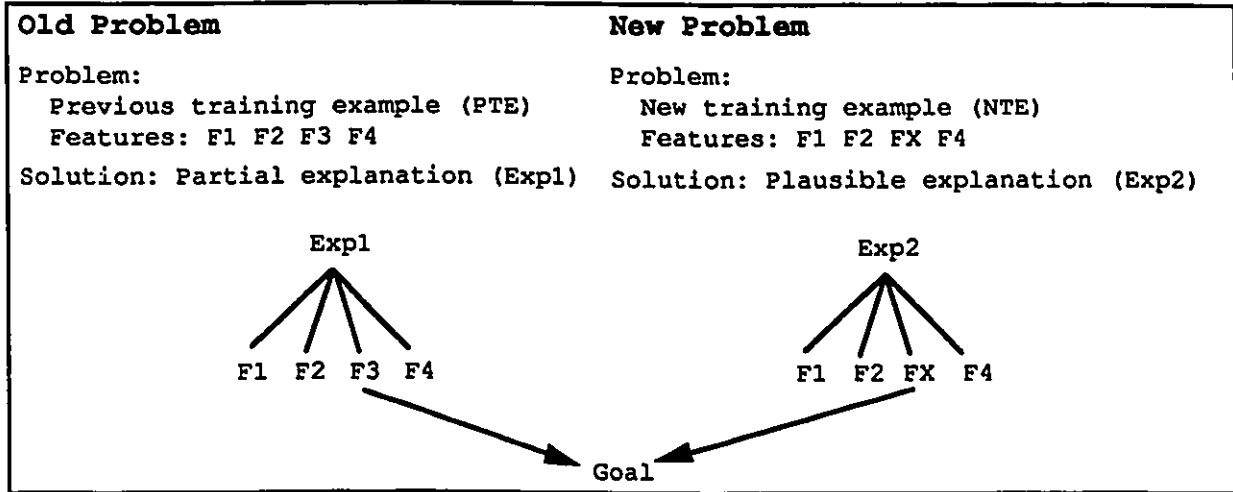 Old Problem
Problem:
Previous training example (PTE)
Features: F1 F2 F3 F4
Solution: Partial explanation (Exp1)
Exp1
F1 F2 F3 F4
New Problem
Problem:
New training example (NTE)
Features: F1 F2 FX F4
Solution: Plausible explanation (Exp2)
Exp2
F1 F2 FX F4
Goal